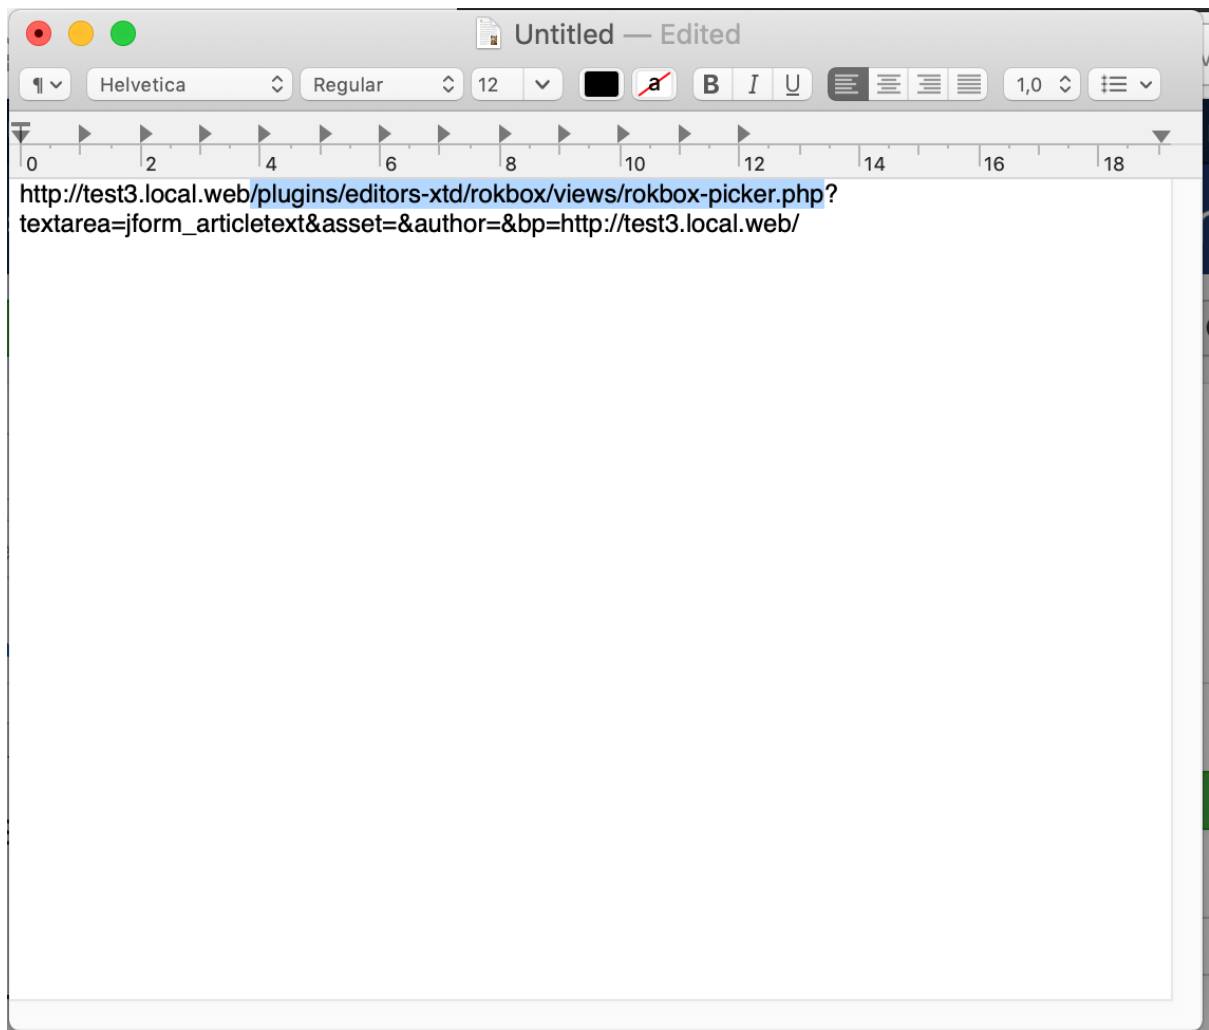 Untitled — Edited
¶ Helvetica Regular 12 a B I U 1,0
0 2 4 6 8 10 12 14 16 18
http://test3.local.web/plugins/editors-xtd/rokbox/views/rokbox-picker.php?
textarea=jform_articletext&asset=&author=&bp=http://test3.local.web/